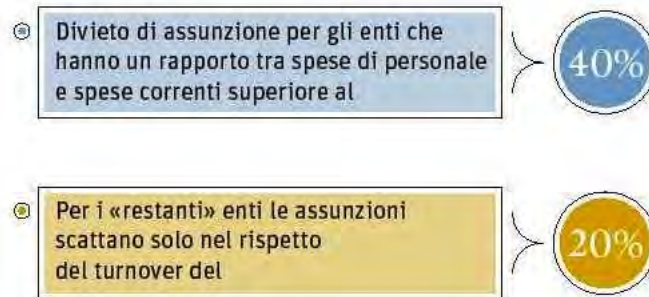 Divieto di assunzione per gli enti che
hanno un rapporto tra spese di personale
e spese correnti superiore al
40%
Per i «restanti» enti le assunzioni
scattano solo nel rispetto
del turnover del
20%